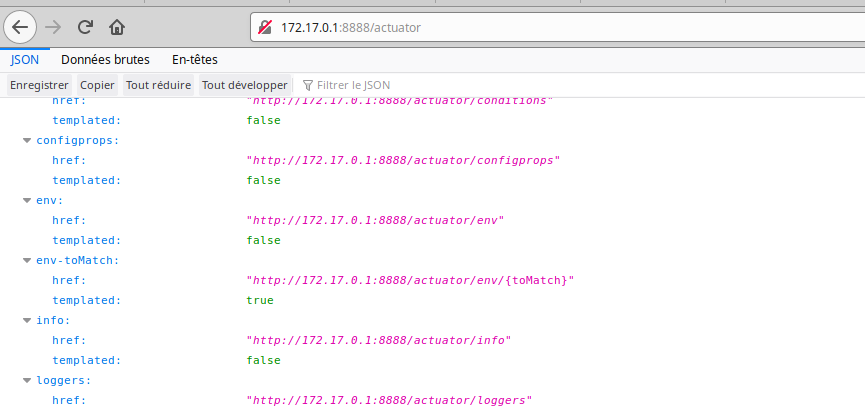 172.17.0.1:8888/actuator
JSON Données brutes En-têtes
Enregistrer Copier Tout réduire Tout développer Filtrer le JSON
href: "http://172.17.0.1:8888/actuator/conditions"
templated: false
configprops:
href: "http://172.17.0.1:8888/actuator/configprops"
templated: false
env:
href: "http://172.17.0.1:8888/actuator/env"
templated: false
env-toMatch:
href: "http://172.17.0.1:8888/actuator/env/{toMatch}"
templated: true
info:
href: "http://172.17.0.1:8888/actuator/info"
templated: false
loggers:
href: "http://172.17.0.1:8888/actuator/loggers"